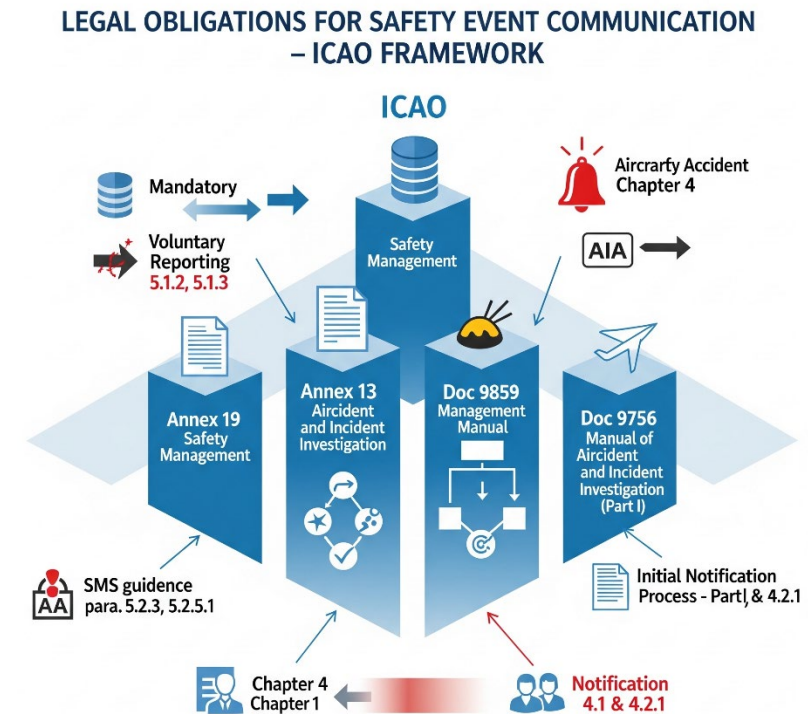 LEGAL OBLIGATIONS FOR SAFETY EVENT COMMUNICATION
– ICAO FRAMEWORK
ICAO
Mandatory
Voluntary
Reporting
5.1.2, 5.1.3
Aircrarfy Accident
Chapter 4
AIA
Safety
Management
Annex 19
Safety
Management
Annex 13
Aircident
and Incident
Investigation
Doc 9859
Management
Manual
Doc 9756
Manual of
Aircident
and Incident
Investigation
(Part I)
AA
SMS guidence
para. 5.2.3, 5.2.5.1
Initial Notification
Process - PartI, & 4.2.1
Chapter 4
Chapter 1
Notification
4.1 & 4.2.1